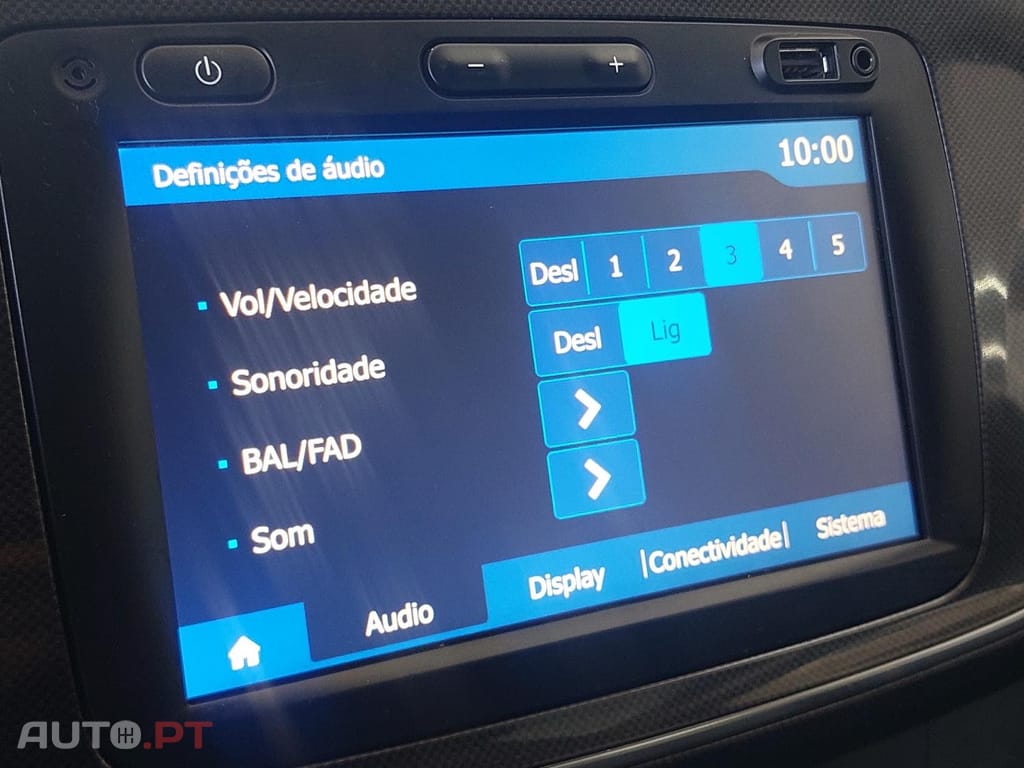 − +
Definições de áudio 10:00
Vol/Velocidade Desl 1 2 3 4 5
Sonoridade Desl Lig
BAL/FAD
Som
Audio Display |Conectividade| Sistema
AUTO.PT